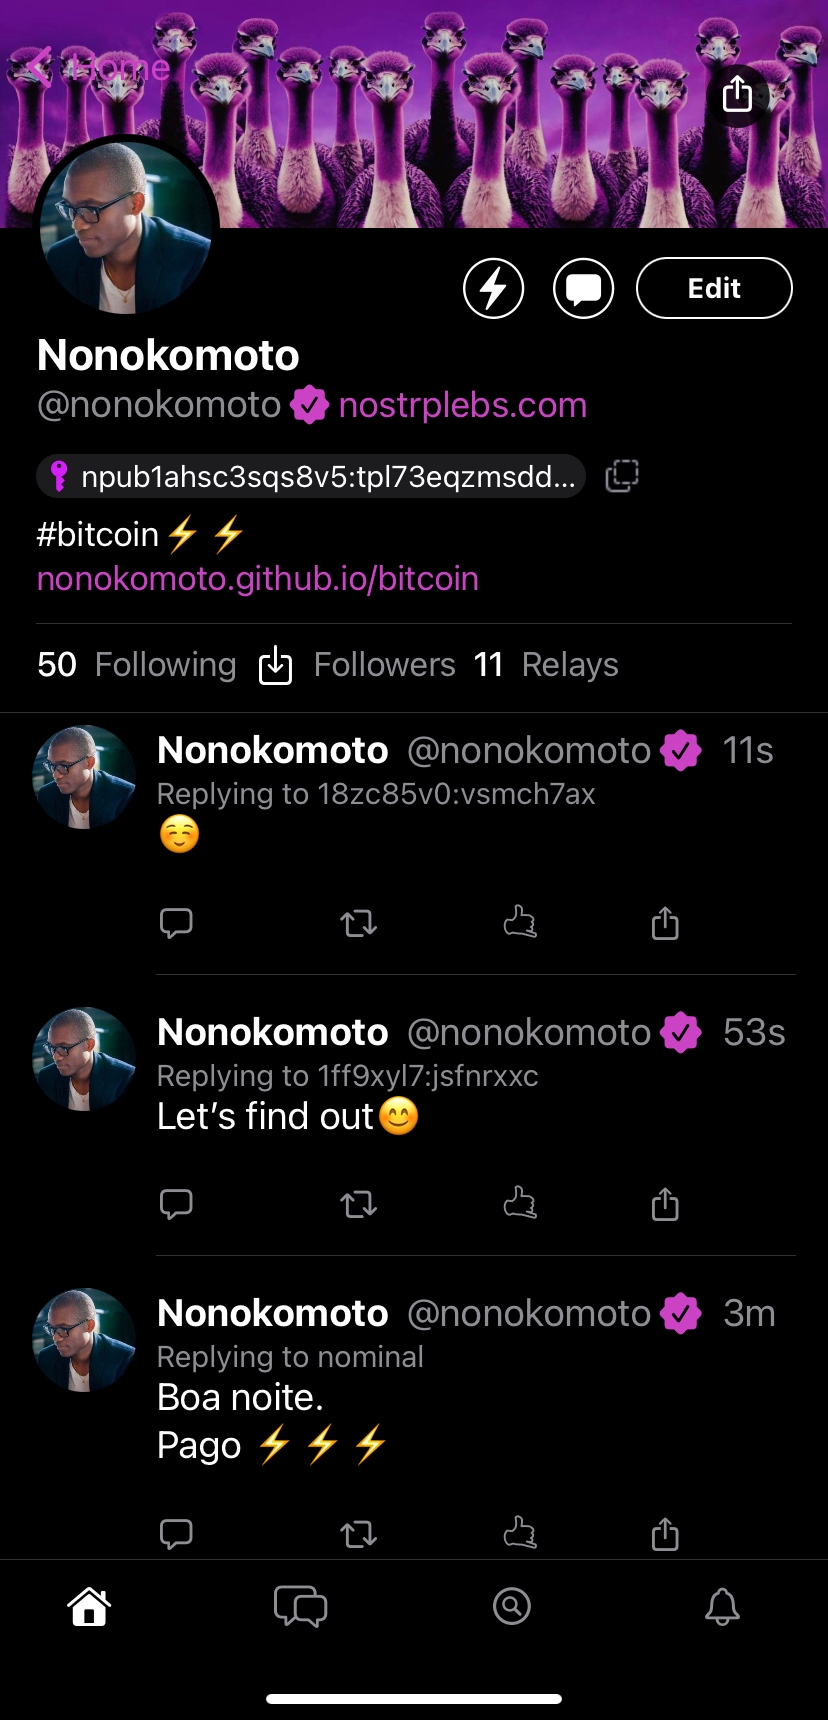 Home
Edit
Nonokomoto
@nonokomoto nostrplebs.com
npub1ahsc3sqs8v5:tpl73eqzmsdd...
#bitcoin⚡⚡
nonokomoto.github.io/bitcoin
50 Following Followers 11 Relays
Nonokomoto @nonokomoto 11s
Replying to 18zc85v0:vsmch7ax
☺️
Nonokomoto @nonokomoto 53s
Replying to 1ff9xyl7:jsfnrxxc
Let’s find out😊
Nonokomoto @nonokomoto 3m
Replying to nominal
Boa noite.
Pago ⚡⚡⚡